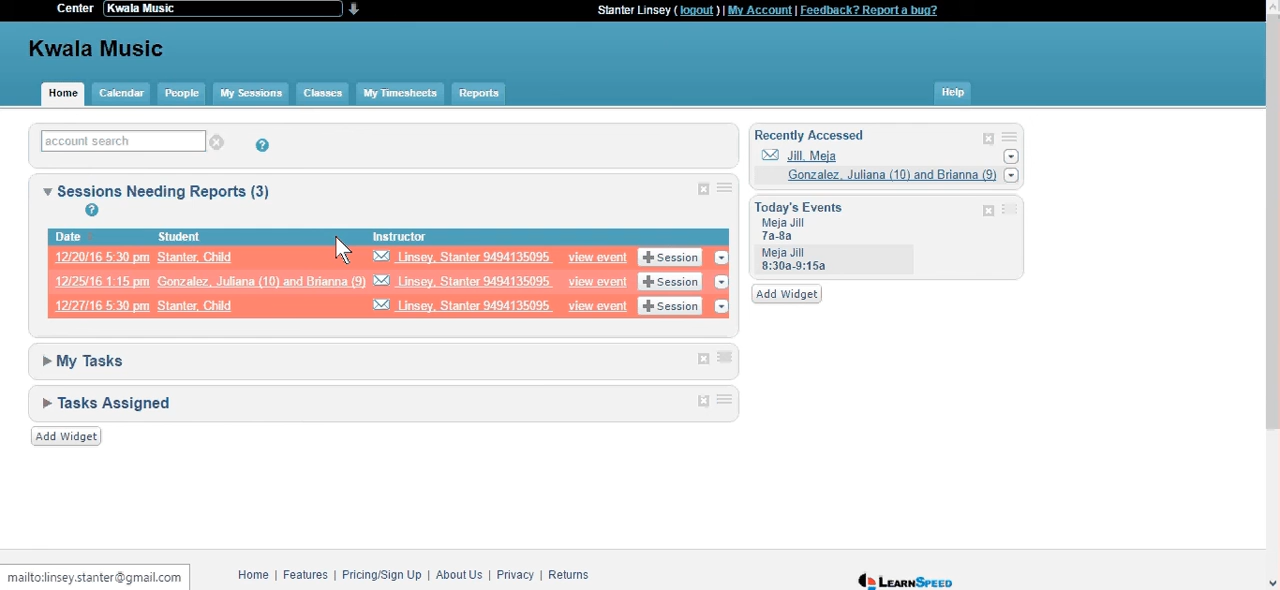 Center Kwala Music Stanter Linsey ( logout ) | My Account | Feedback? Report a bug?
Kwala Music
Home Calendar People My Sessions Classes My Timesheets Reports Help
account search
Sessions Needing Reports (3)
Date Student Instructor
12/20/16 5:30 pm Stanter, Child Linsey, Stanter 9494135095 view event Session
12/25/16 1:15 pm Gonzalez, Juliana (10) and Brianna (9) Linsey, Stanter 9494135095 view event Session
12/27/16 5:30 pm Stanter, Child Linsey, Stanter 9494135095 view event Session
My Tasks
Tasks Assigned
Add Widget
Recently Accessed
Jill, Meja
Gonzalez, Juliana (10) and Brianna (9)
Today's Events
Meja Jill
7a-8a
Meja Jill
8:30a-9:15a
Add Widget
mailto:linsey.stanter@gmail.com
Home | Features | Pricing/Sign Up | About Us | Privacy | Returns
LEARNSPEED